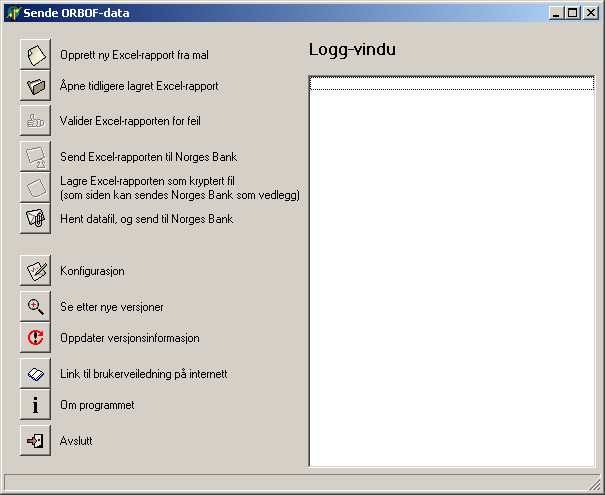 Sende ORBOF-data
Opprett ny Excel-rapport fra mal
Logg-vindu
Åpne tidligere lagret Excel-rapport
Valider Excel-rapporten for feil
Send Excel-rapporten til Norges Bank
Lagre Excel-rapporten som kryptert fil
(som siden kan sendes Norges Bank som vedlegg)
Hent datafil, og send til Norges Bank
Konfigurasjon
Se etter nye versjoner
Oppdater versjonsinformasjon
Link til brukerveiledning på internett
Om programmet
Avslutt